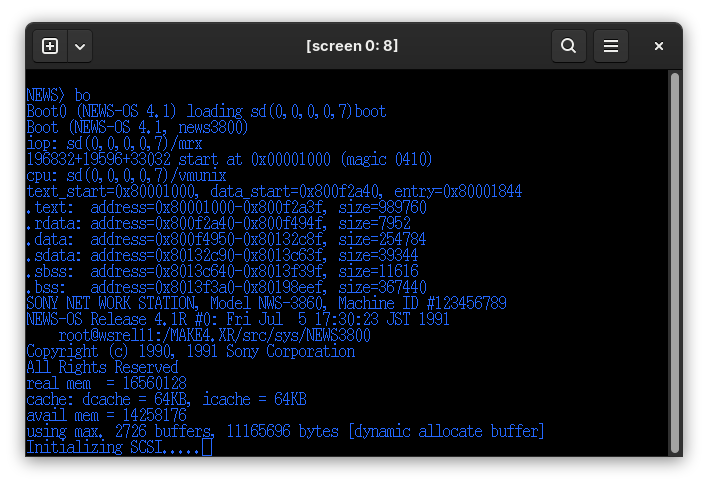 [screen 0: 8]
NEWS> bo
Boot0 (NEWS-OS 4.1) loading sd(0,0,0,0,7)boot
Boot (NEWS-OS 4.1, news3800)
iop: sd(0,0,0,0,7)/mrx
196832+19596+33032 start at 0x00001000 (magic 0410)
cpu: sd(0,0,0,0,7)/vmunix
text_start=0x80001000, data_start=0x800f2a40, entry=0x80001844
.text:  address=0x80001000-0x800f2a3f, size=989760
.rdata: address=0x800f2a40-0x800f494f, size=7952
.data:  address=0x800f4950-0x80132c8f, size=254784
.sdata: address=0x80132c90-0x8013c63f, size=39344
.sbss:  address=0x8013c640-0x8013f39f, size=11616
.bss:   address=0x8013f3a0-0x80198eef, size=367440
SONY NET WORK STATION, Model NWS-3860, Machine ID #123456789
NEWS-OS Release 4.1R #0: Fri Jul  5 17:30:23 JST 1991
    root@wsrel11:/MAKE4.XR/src/sys/NEWS3800
Copyright (c) 1990, 1991 Sony Corporation
All Rights Reserved
real mem  = 16560128
cache: dcache = 64KB, icache = 64KB
avail mem = 14258176
using max. 2726 buffers, 11165696 bytes [dynamic allocate buffer]
Initializing SCSI.....